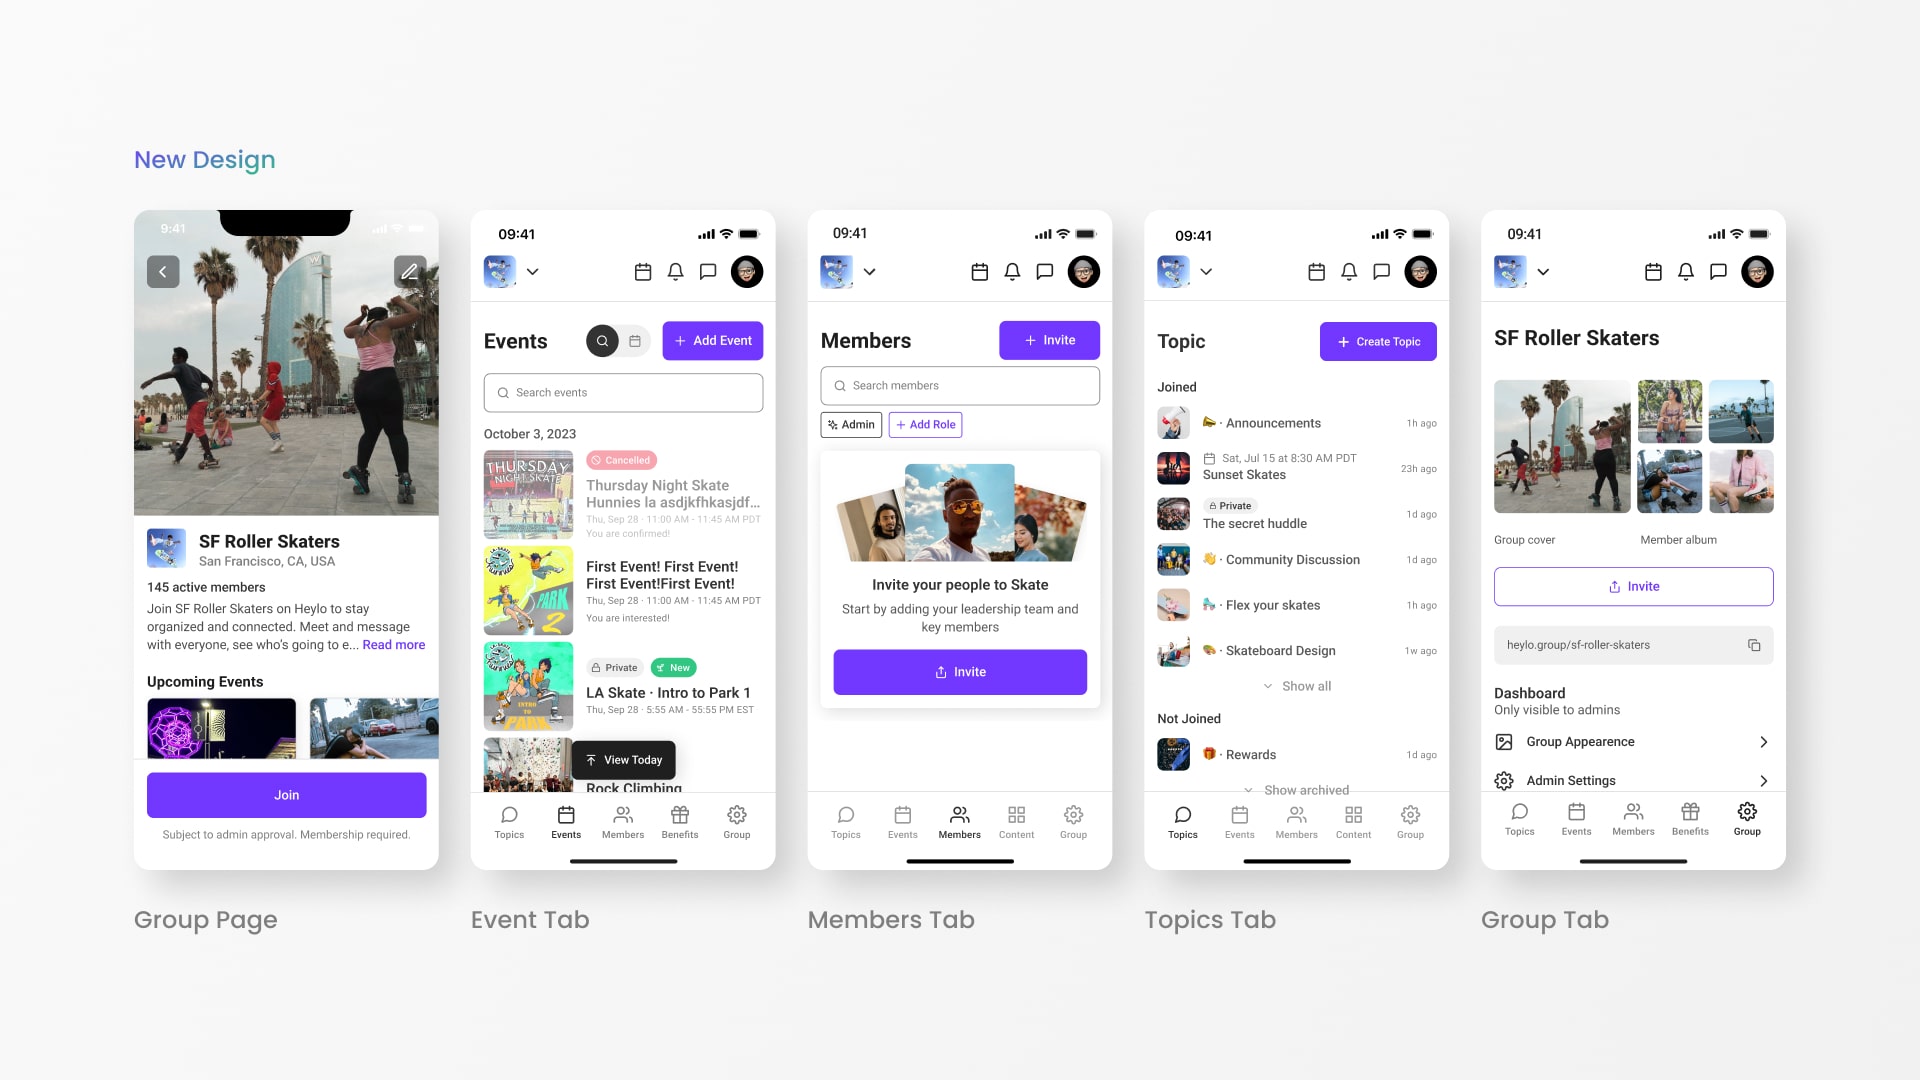 New Design
9:41
SF Roller Skaters
San Francisco, CA, USA
145 active members
Join SF Roller Skaters on Heylo to stay
organized and connected. Meet and message
with everyone, see who's going to e... Read more
Upcoming Events
Join
Subject to admin approval. Membership required.
Group Page
09:41
Events
Add Event
Search events
October 3, 2023
THURSDAY
NIGHT SKATE
Cancelled
Thursday Night Skate
Hunnies la asdjkfhkasjdf...
Thu, Sep 28 · 11:00 AM - 11:45 AM PDT
You are confirmed!
PARK
2
First Event! First Event!
First Event!First Event!
Thu, Sep 28 · 11:00 AM - 11:45 AM PDT
You are interested!
INTRO
TO
PARK
Private
New
LA Skate · Intro to Park 1
Thu, Sep 28 · 5:55 AM - 55:55 PM EST
View Today
Rock Climbing
Topics
Events
Members
Benefits
Group
Event Tab
09:41
Members
Invite
Search members
Admin
Add Role
Invite your people to Skate
Start by adding your leadership team and
key members
Invite
Topics
Events
Members
Content
Group
Members Tab
09:41
Topic
Create Topic
Joined
📣 · Announcements
1h ago
Sat, Jul 15 at 8:30 AM PDT
Sunset Skates
23h ago
Private
The secret huddle
1d ago
👋 · Community Discussion
1d ago
🛼 · Flex your skates
1h ago
🎨 · Skateboard Design
1w ago
Show all
Not Joined
🎁 · Rewards
1d ago
Show archived
Topics
Events
Members
Content
Group
Topics Tab
09:41
SF Roller Skaters
Group cover
Member album
Invite
heylo.group/sf-roller-skaters
Dashboard
Only visible to admins
Group Appearence
Admin Settings
Topics
Events
Members
Benefits
Group
Group Tab